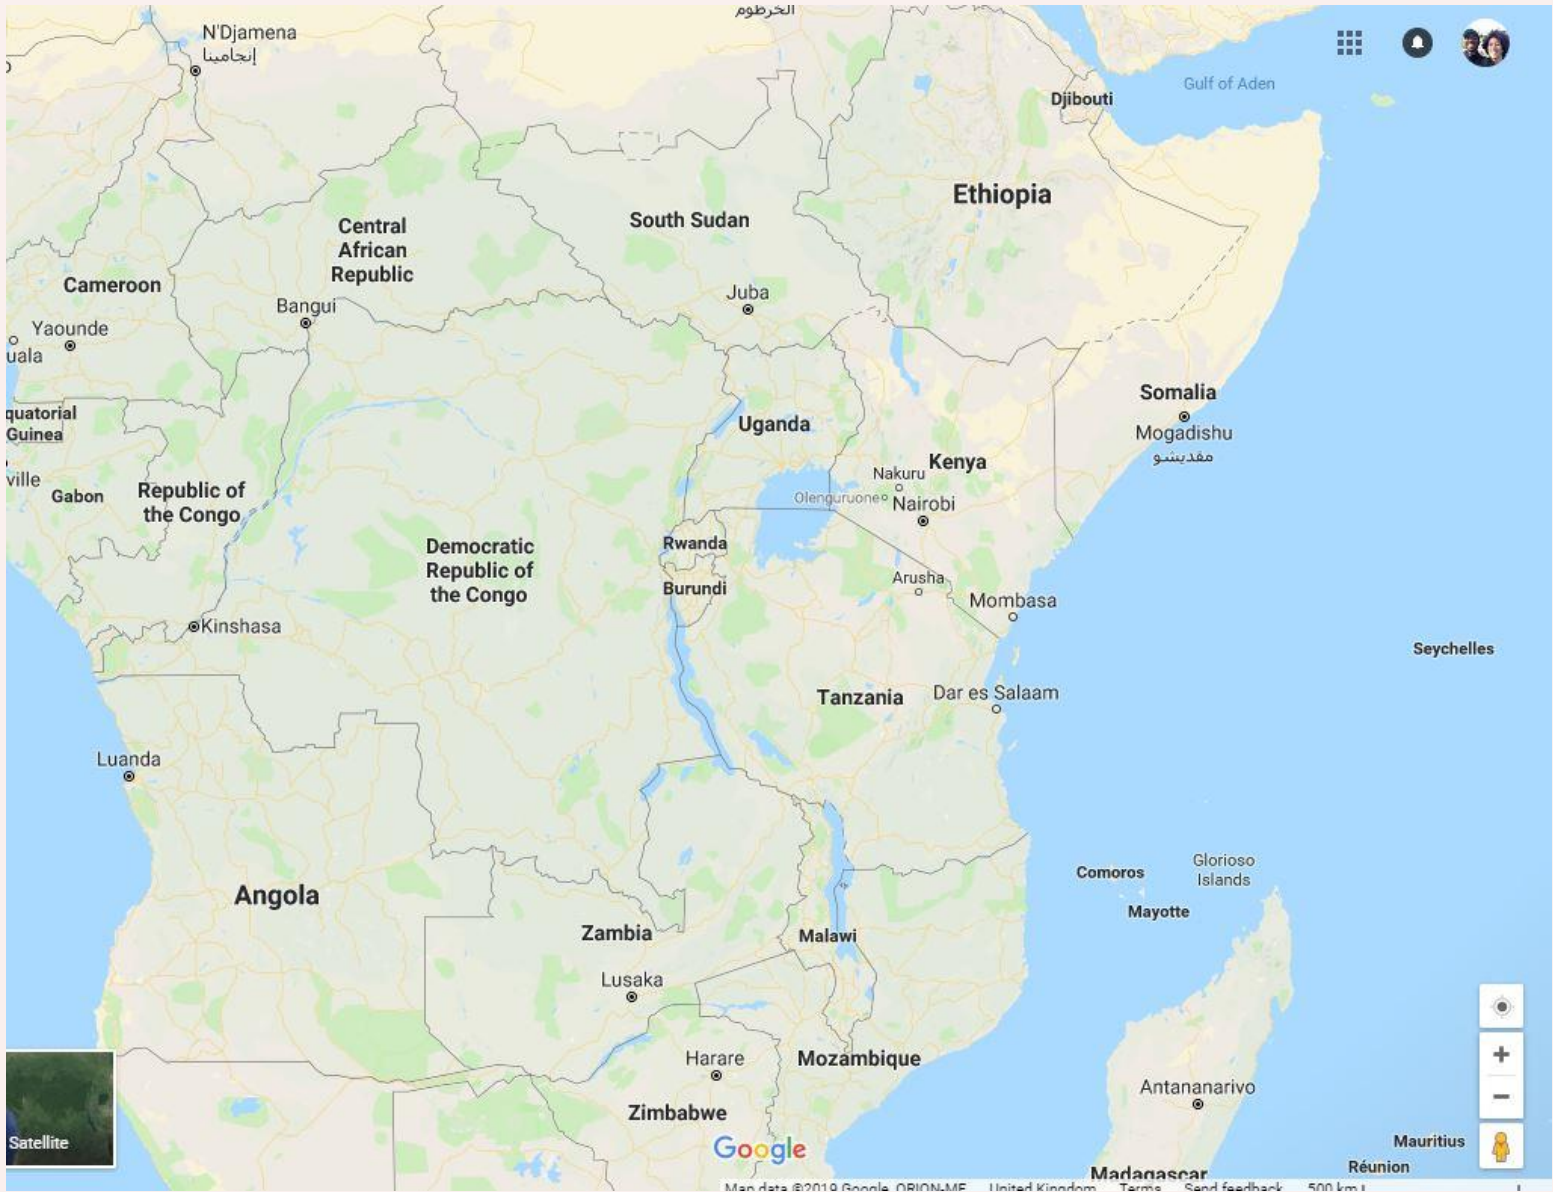 الخرطوم
N'Djamena
إنجامينا
Gulf of Aden
Djibouti
Ethiopia
South Sudan
Central
African
Republic
Cameroon
Juba
Bangui
Yaounde
uala
Somalia
Mogadishu
مقديشو
quatorial
Guinea
Uganda
Kenya
Nakuru
ville
Gabon
Republic of
the Congo
Olenguruone
Nairobi
Rwanda
Democratic
Republic of
the Congo
Burundi
Arusha
Mombasa
Kinshasa
Seychelles
Tanzania
Dar es Salaam
Luanda
Comoros
Glorioso
Islands
Angola
Mayotte
Zambia
Malawi
Lusaka
Harare
Mozambique
Antananarivo
Zimbabwe
Satellite
Google
Mauritius
Réunion
Madagascar
Map data ©2019 Google, ORION-ME United Kingdom Terms Send feedback 500 km